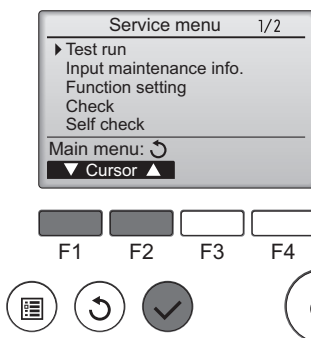 Service menu 1/2
Test run
Input maintenance info.
Function setting
Check
Self check
Main menu:
▼ Cursor ▲
F1 F2 F3 F4